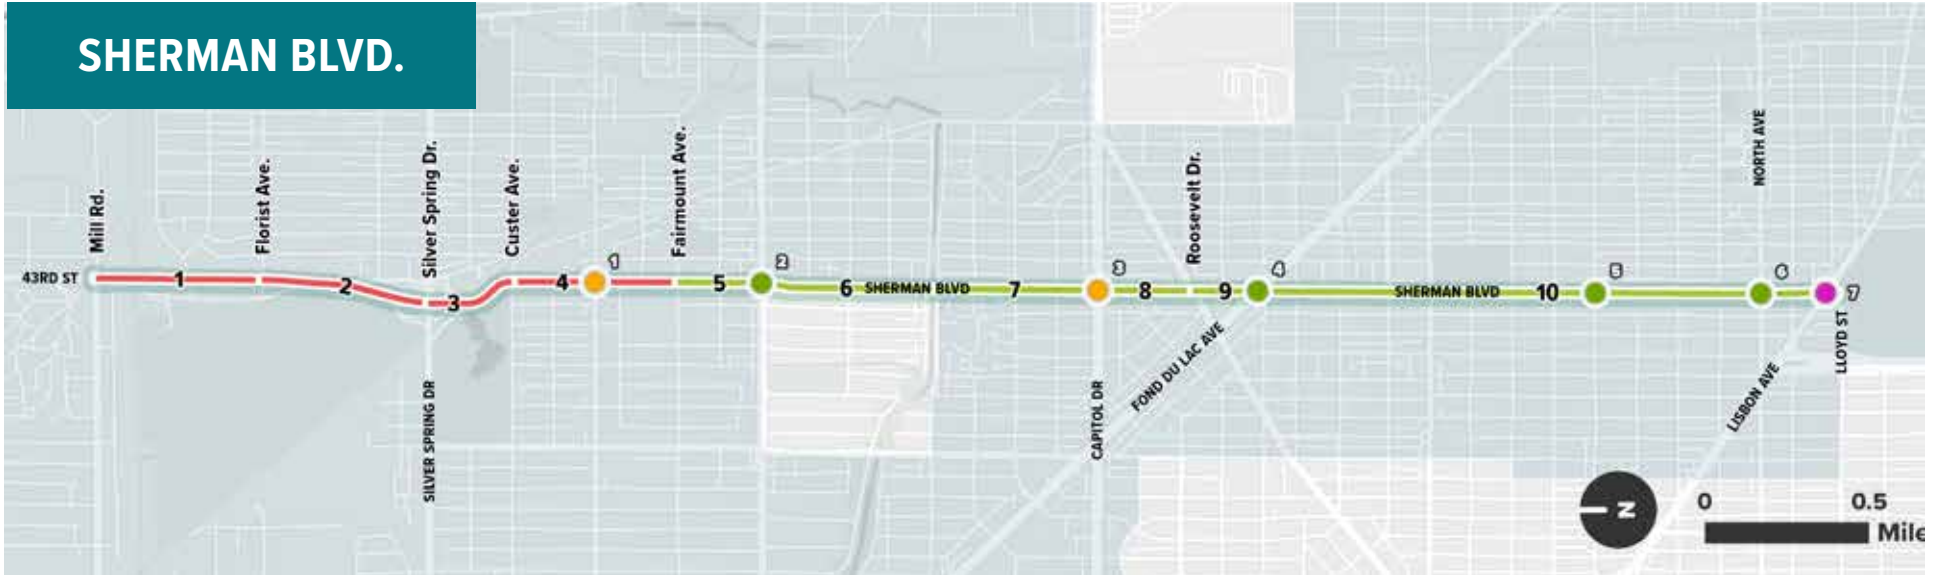 SHERMAN BLVD.
Mill Rd.
Florist Ave.
Silver Spring Dr.
Custer Ave.
Fairmount Ave.
Roosevelt Dr.
NORTH AVE
43RD ST
1
2
3
4
1
5
2
6
SHERMAN BLVD
7
3
8
9
4
SHERMAN BLVD
10
5
6
7
SILVER SPRING DR
CAPITOL DR
FOND DU LAC AVE
LISBON AVE
LLOYD ST
N
0 0.5
Mile